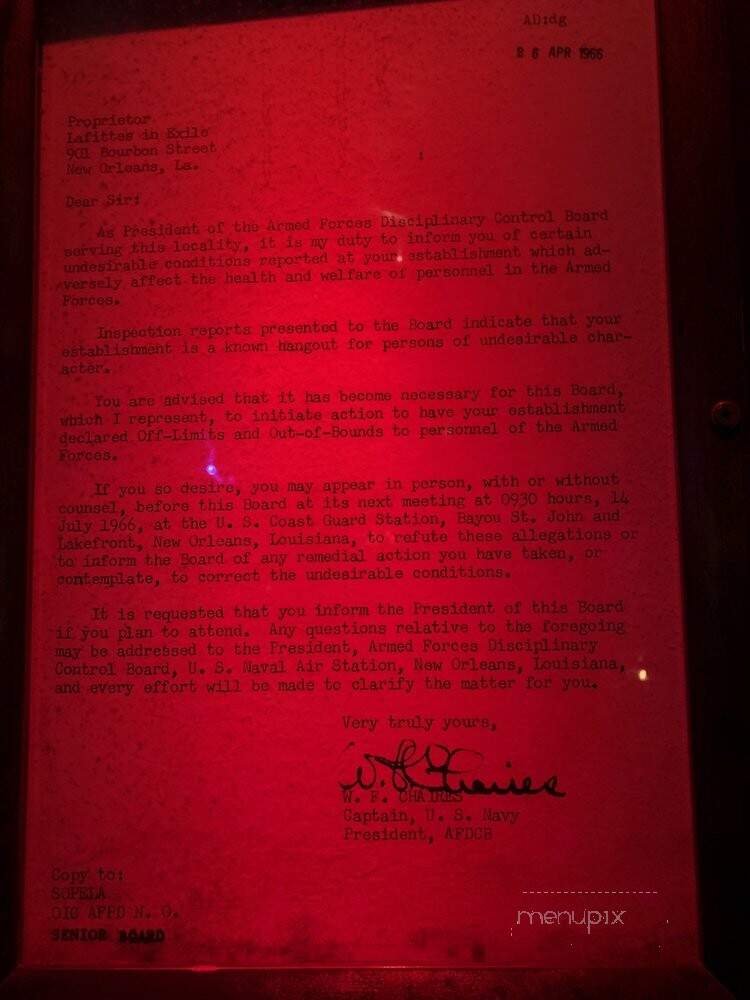 AD:dg
26 APR 1966
Proprietor
Lafittes in Exile
901 Bourbon Street
New Orleans, La.
Dear Sir:
As President of the Armed Forces Disciplinary Control Board
serving this locality, it is my duty to inform you of certain
undesirable conditions reported at your establishment which ad-
versely affect the health and welfare of personnel in the Armed
Forces.
Inspection reports presented to the Board indicate that your
establishment is a known hangout for persons of undesirable char-
acter.
You are advised that it has become necessary for this Board,
which I represent, to initiate action to have your establishment
declared Off-Limits and Out-of-Bounds to personnel of the Armed
Forces.
If you so desire, you may appear in person, with or without
counsel, before this Board at its next meeting at 0930 hours, 14
July 1966, at the U. S. Coast Guard Station, Bayou St. John and
Lakefront, New Orleans, Louisiana, to refute these allegations or
to inform the Board of any remedial action you have taken, or
contemplate, to correct the undesirable conditions.
It is requested that you inform the President of this Board
if you plan to attend. Any questions relative to the foregoing
may be addressed to the President, Armed Forces Disciplinary
Control Board, U. S. Naval Air Station, New Orleans, Louisiana,
and every effort will be made to clarify the matter for you.
Very truly yours,
W. F. Chaires
W. F. CHAIRES
Captain, U. S. Navy
President, AFDCB
Copy to:
SOPELA
OIC AFPD N. O.
SENIOR BOARD
menupix